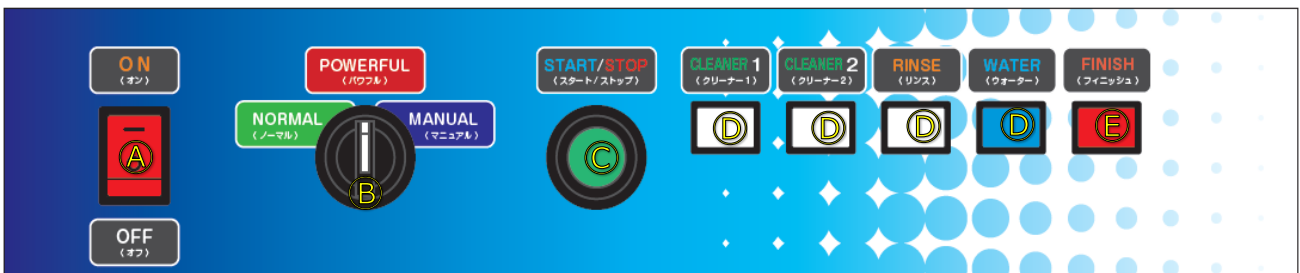 ON
(オン)
A
OFF
(オフ)
POWERFUL
(パワフル)
NORMAL
(ノーマル)
MANUAL
(マニュアル)
B
START/STOP
(スタート/ストップ)
C
CLEANER 1
(クリーナー1)
D
CLEANER 2
(クリーナー2)
D
RINSE
(リンス)
D
WATER
(ウォーター)
D
FINISH
(フィニッシュ)
E